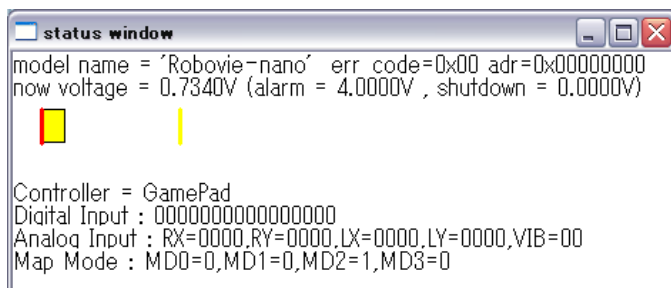 status window
model name = 'Robovie-nano' err code=0x00 adr=0x00000000
now voltage = 0.7340V (alarm = 4.0000V , shutdown = 0.0000V)
Controller = GamePad
Digital Input : 0000000000000000
Analog Input : RX=0000,RY=0000,LX=0000,LY=0000,VIB=00
Map Mode : MD0=0,MD1=0,MD2=1,MD3=0